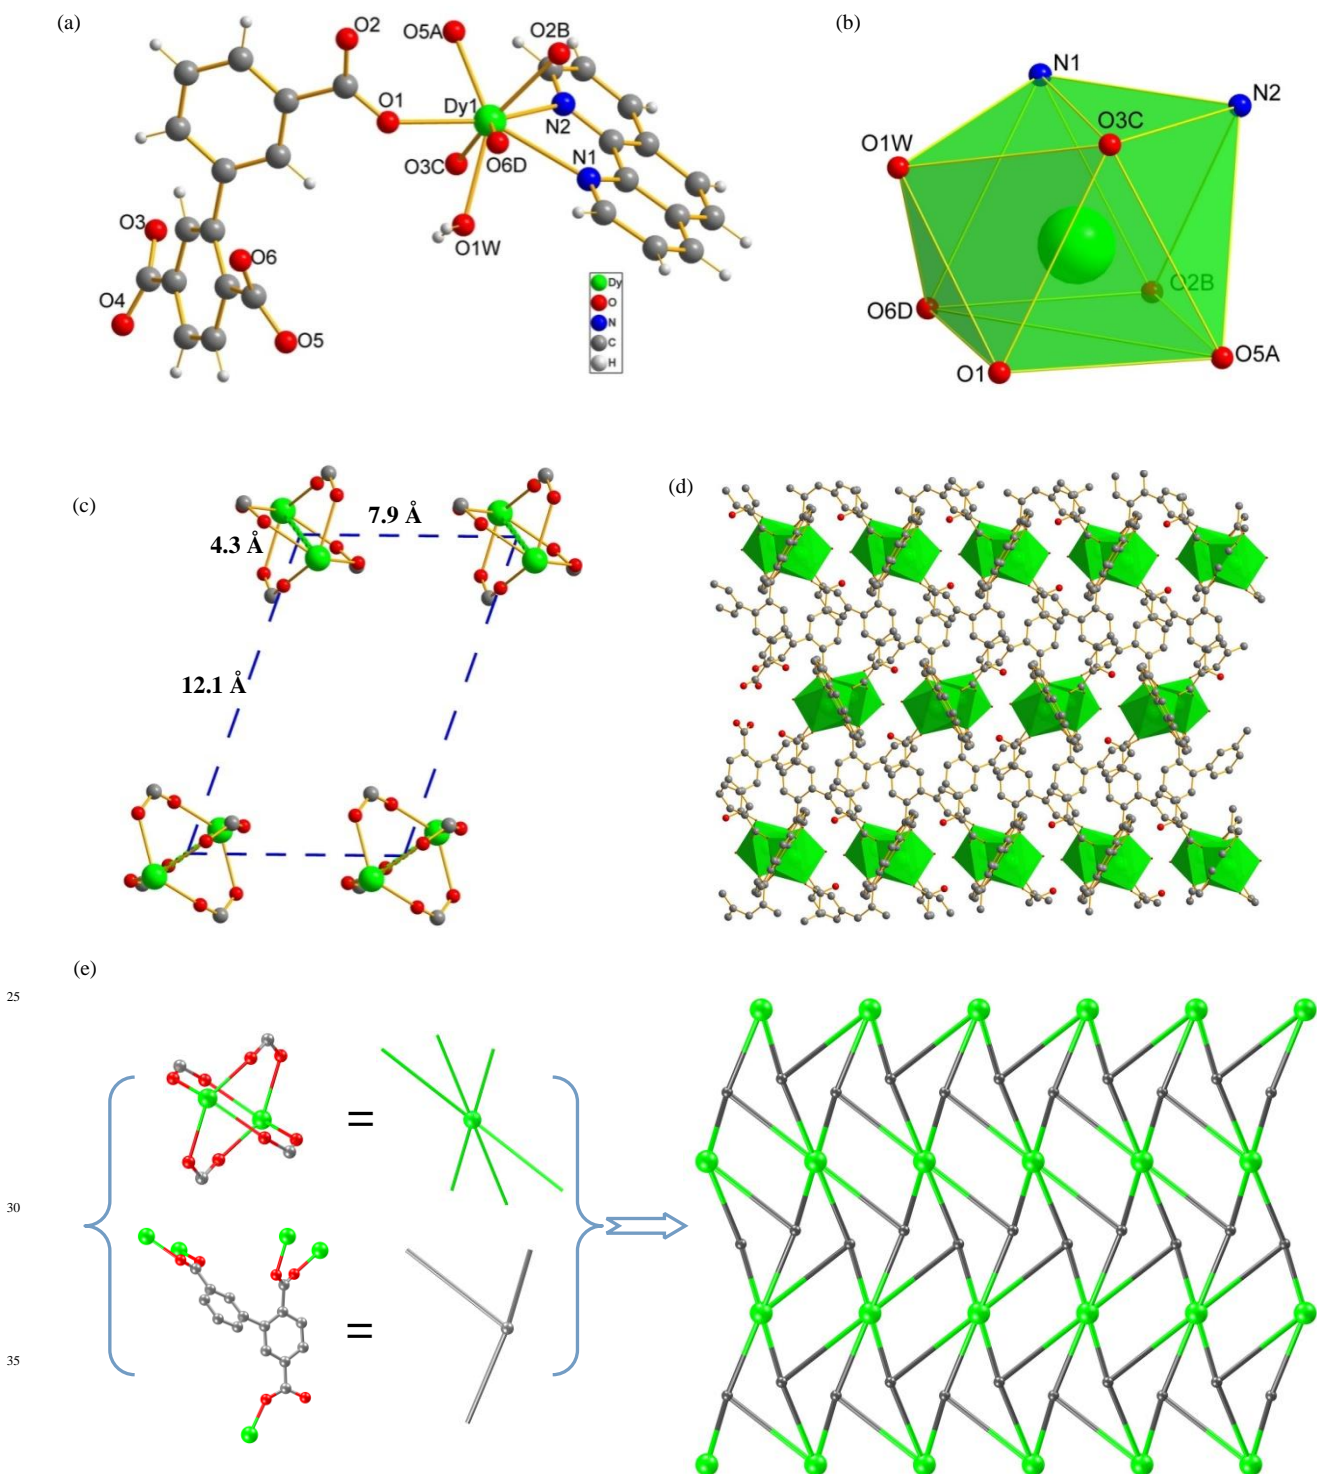 (a)
O2
O5A
O2B
O1
Dy1
N2
N1
O3C
O6D
O1W
O3
O6
O4
O5
Dy
O
N
C
H
(b)
N1
N2
O3C
O1W
O2B
O6D
O5A
O1
(c)
7.9 Å
4.3 Å
12.1 Å
(d)
(e)
25
=
30
=
35